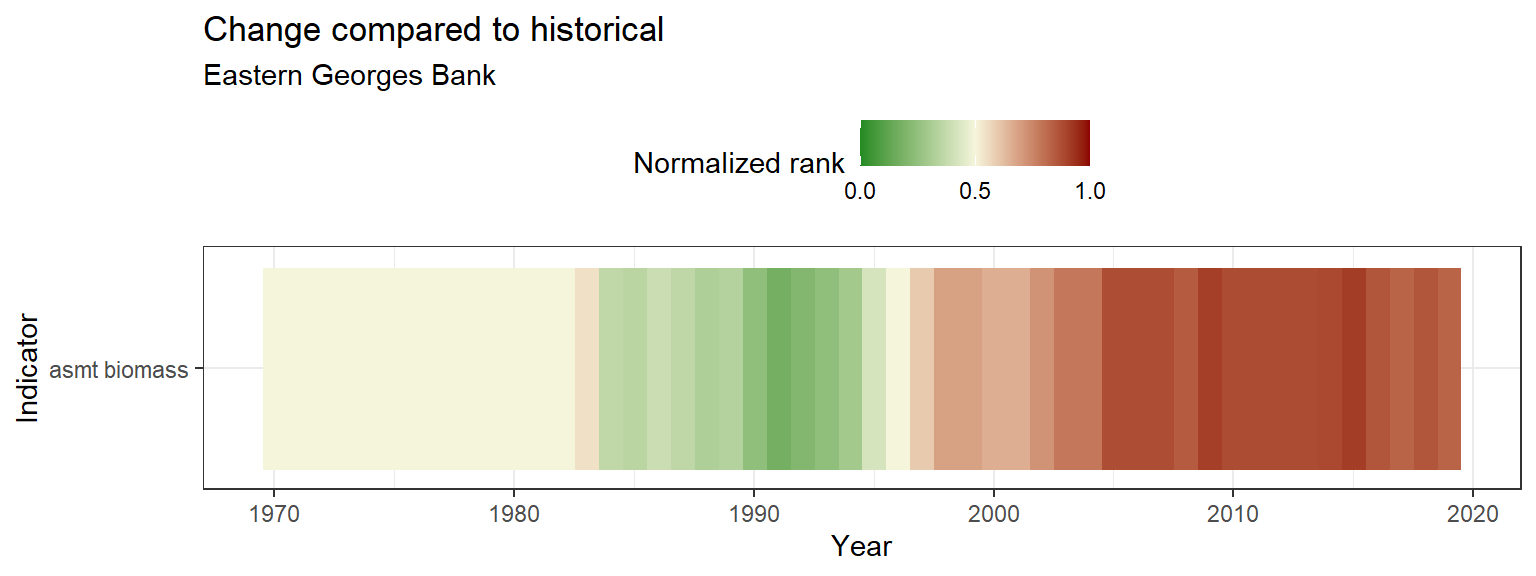 Change compared to historical
Eastern Georges Bank
Normalized rank
0.0 0.5 1.0
Indicator
asmt biomass
1970 1980 1990 2000 2010 2020
Year